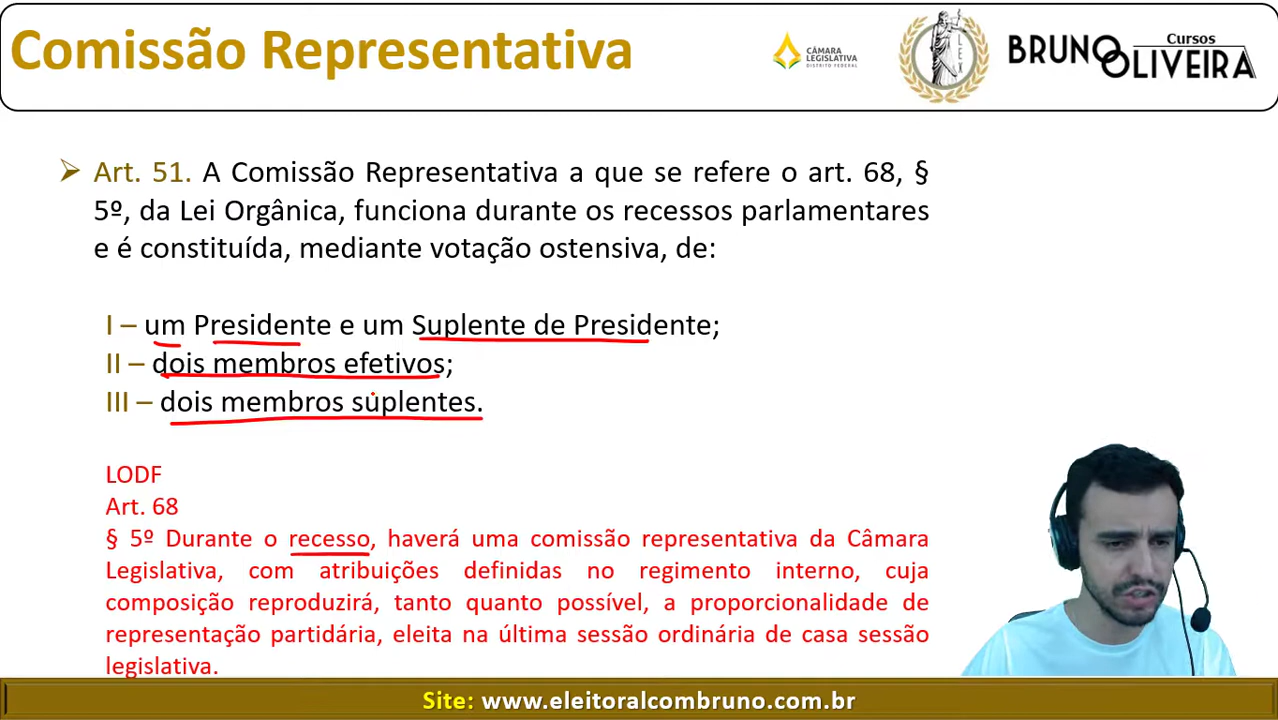 Comissão Representativa
CÂMARA
LEGISLATIVA
DISTRITO FEDERAL
LEX
Cursos
BRUNO
OLIVEIRA
Art. 51. A Comissão Representativa a que se refere o art. 68, §
5º, da Lei Orgânica, funciona durante os recessos parlamentares
e é constituída, mediante votação ostensiva, de:
I – um Presidente e um Suplente de Presidente;
II – dois membros efetivos;
III – dois membros suplentes.
LODF
Art. 68
§ 5º Durante o recesso, haverá uma comissão representativa da Câmara
Legislativa, com atribuições definidas no regimento interno, cuja
composição reproduzirá, tanto quanto possível, a proporcionalidade de
representação partidária, eleita na última sessão ordinária de casa sessão
legislativa.
Site: www.eleitoralcombruno.com.br